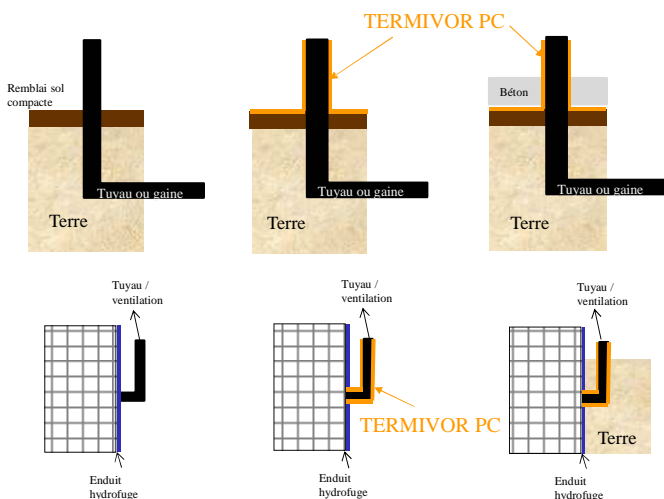 TERMIVOR PC
Remblai sol
compacte
Béton
Tuyau ou gaine
Tuyau ou gaine
Tuyau ou gaine
Terre
Terre
Terre
Tuyau /
ventilation
Tuyau /
ventilation
Tuyau /
ventilation
TERMIVOR PC
Terre
Enduit
hydrofuge
Enduit
hydrofuge
Enduit
hydrofuge